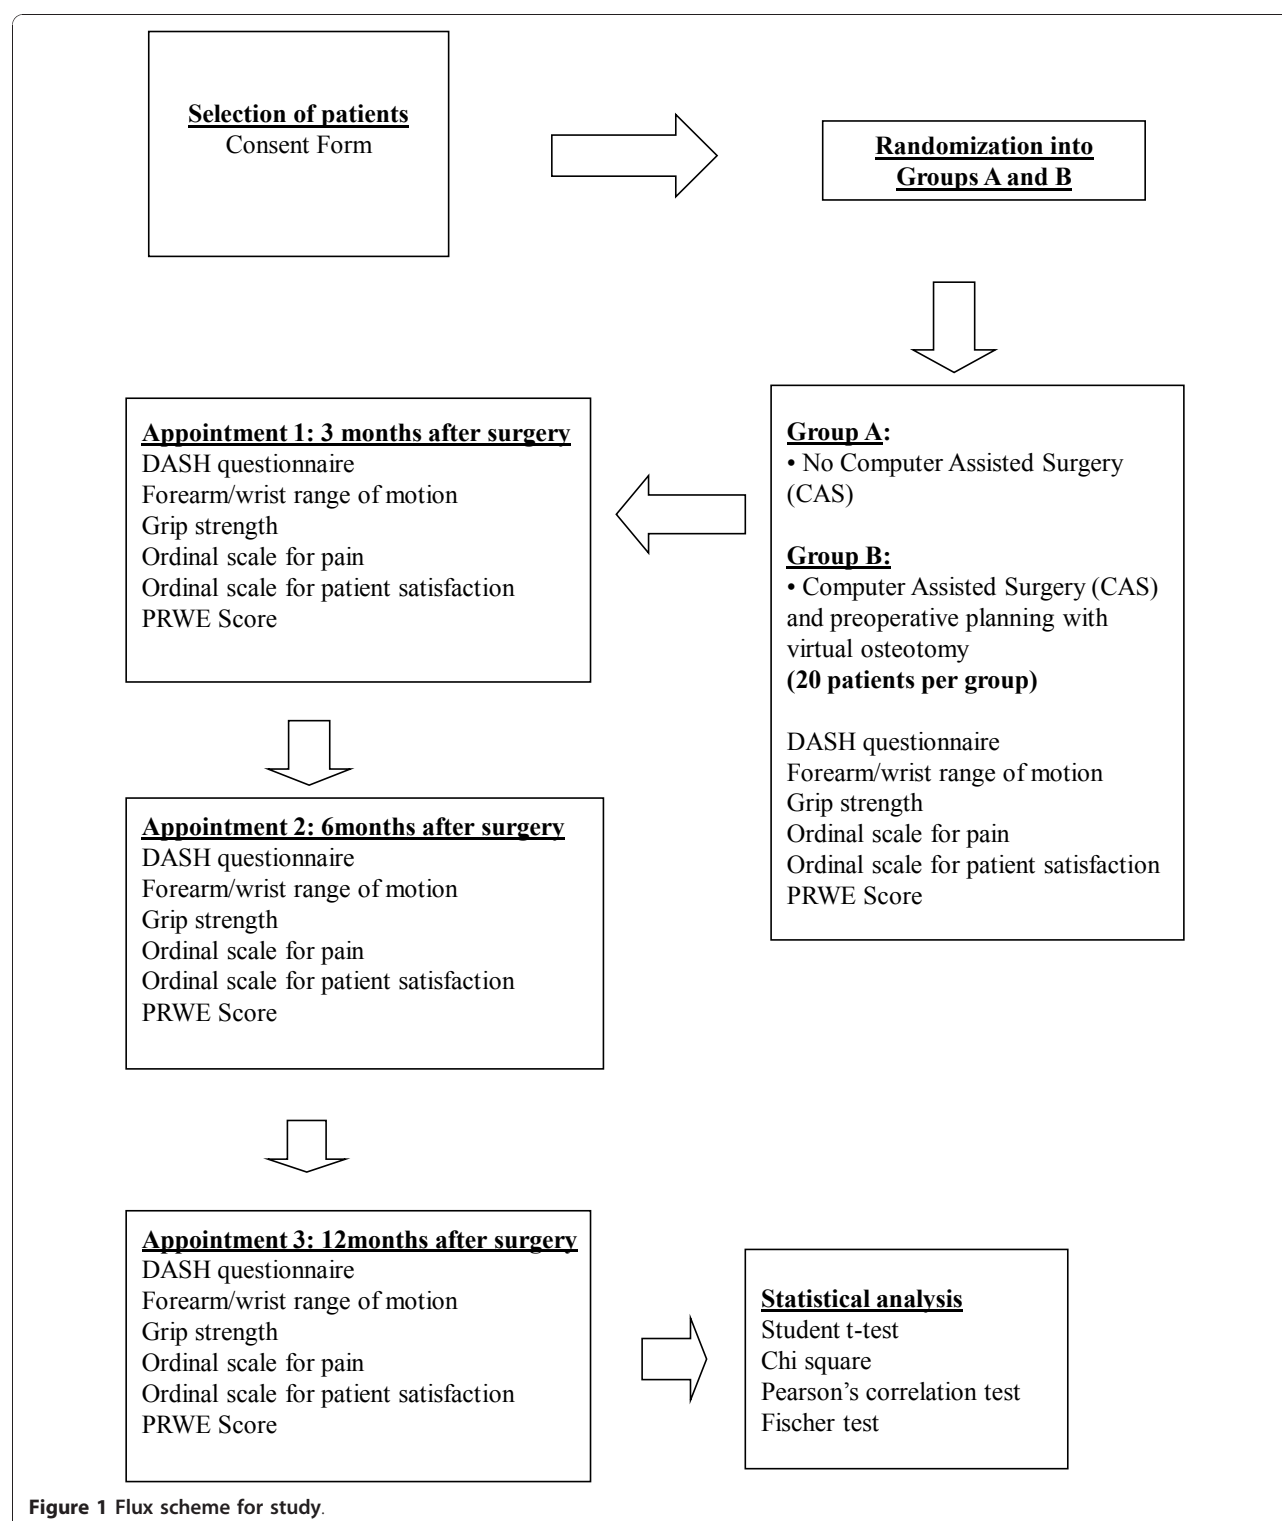 Selection of patients
Consent Form
Randomization into
Groups A and B
Group A:
• No Computer Assisted Surgery
(CAS)
Group B:
• Computer Assisted Surgery (CAS)
and preoperative planning with
virtual osteotomy
(20 patients per group)
DASH questionnaire
Forearm/wrist range of motion
Grip strength
Ordinal scale for pain
Ordinal scale for patient satisfaction
PRWE Score
Appointment 1: 3 months after surgery
DASH questionnaire
Forearm/wrist range of motion
Grip strength
Ordinal scale for pain
Ordinal scale for patient satisfaction
PRWE Score
Appointment 2: 6months after surgery
DASH questionnaire
Forearm/wrist range of motion
Grip strength
Ordinal scale for pain
Ordinal scale for patient satisfaction
PRWE Score
Appointment 3: 12months after surgery
DASH questionnaire
Forearm/wrist range of motion
Grip strength
Ordinal scale for pain
Ordinal scale for patient satisfaction
PRWE Score
Statistical analysis
Student t-test
Chi square
Pearson’s correlation test
Fischer test
Figure 1 Flux scheme for study.